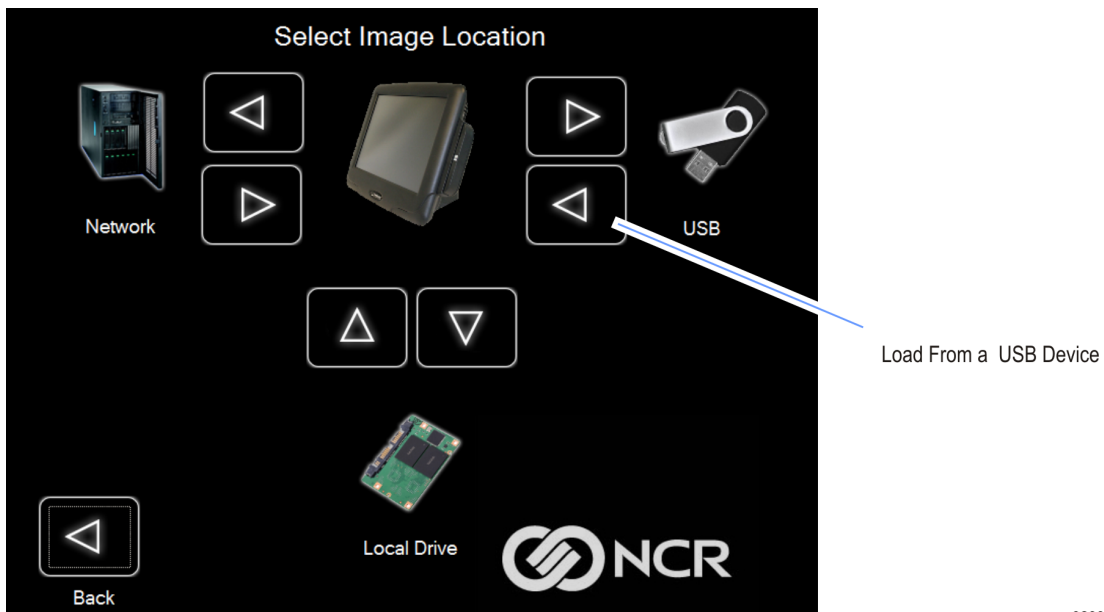 Select Image Location
Network
USB
Load From a USB Device
Local Drive
NCR
Back